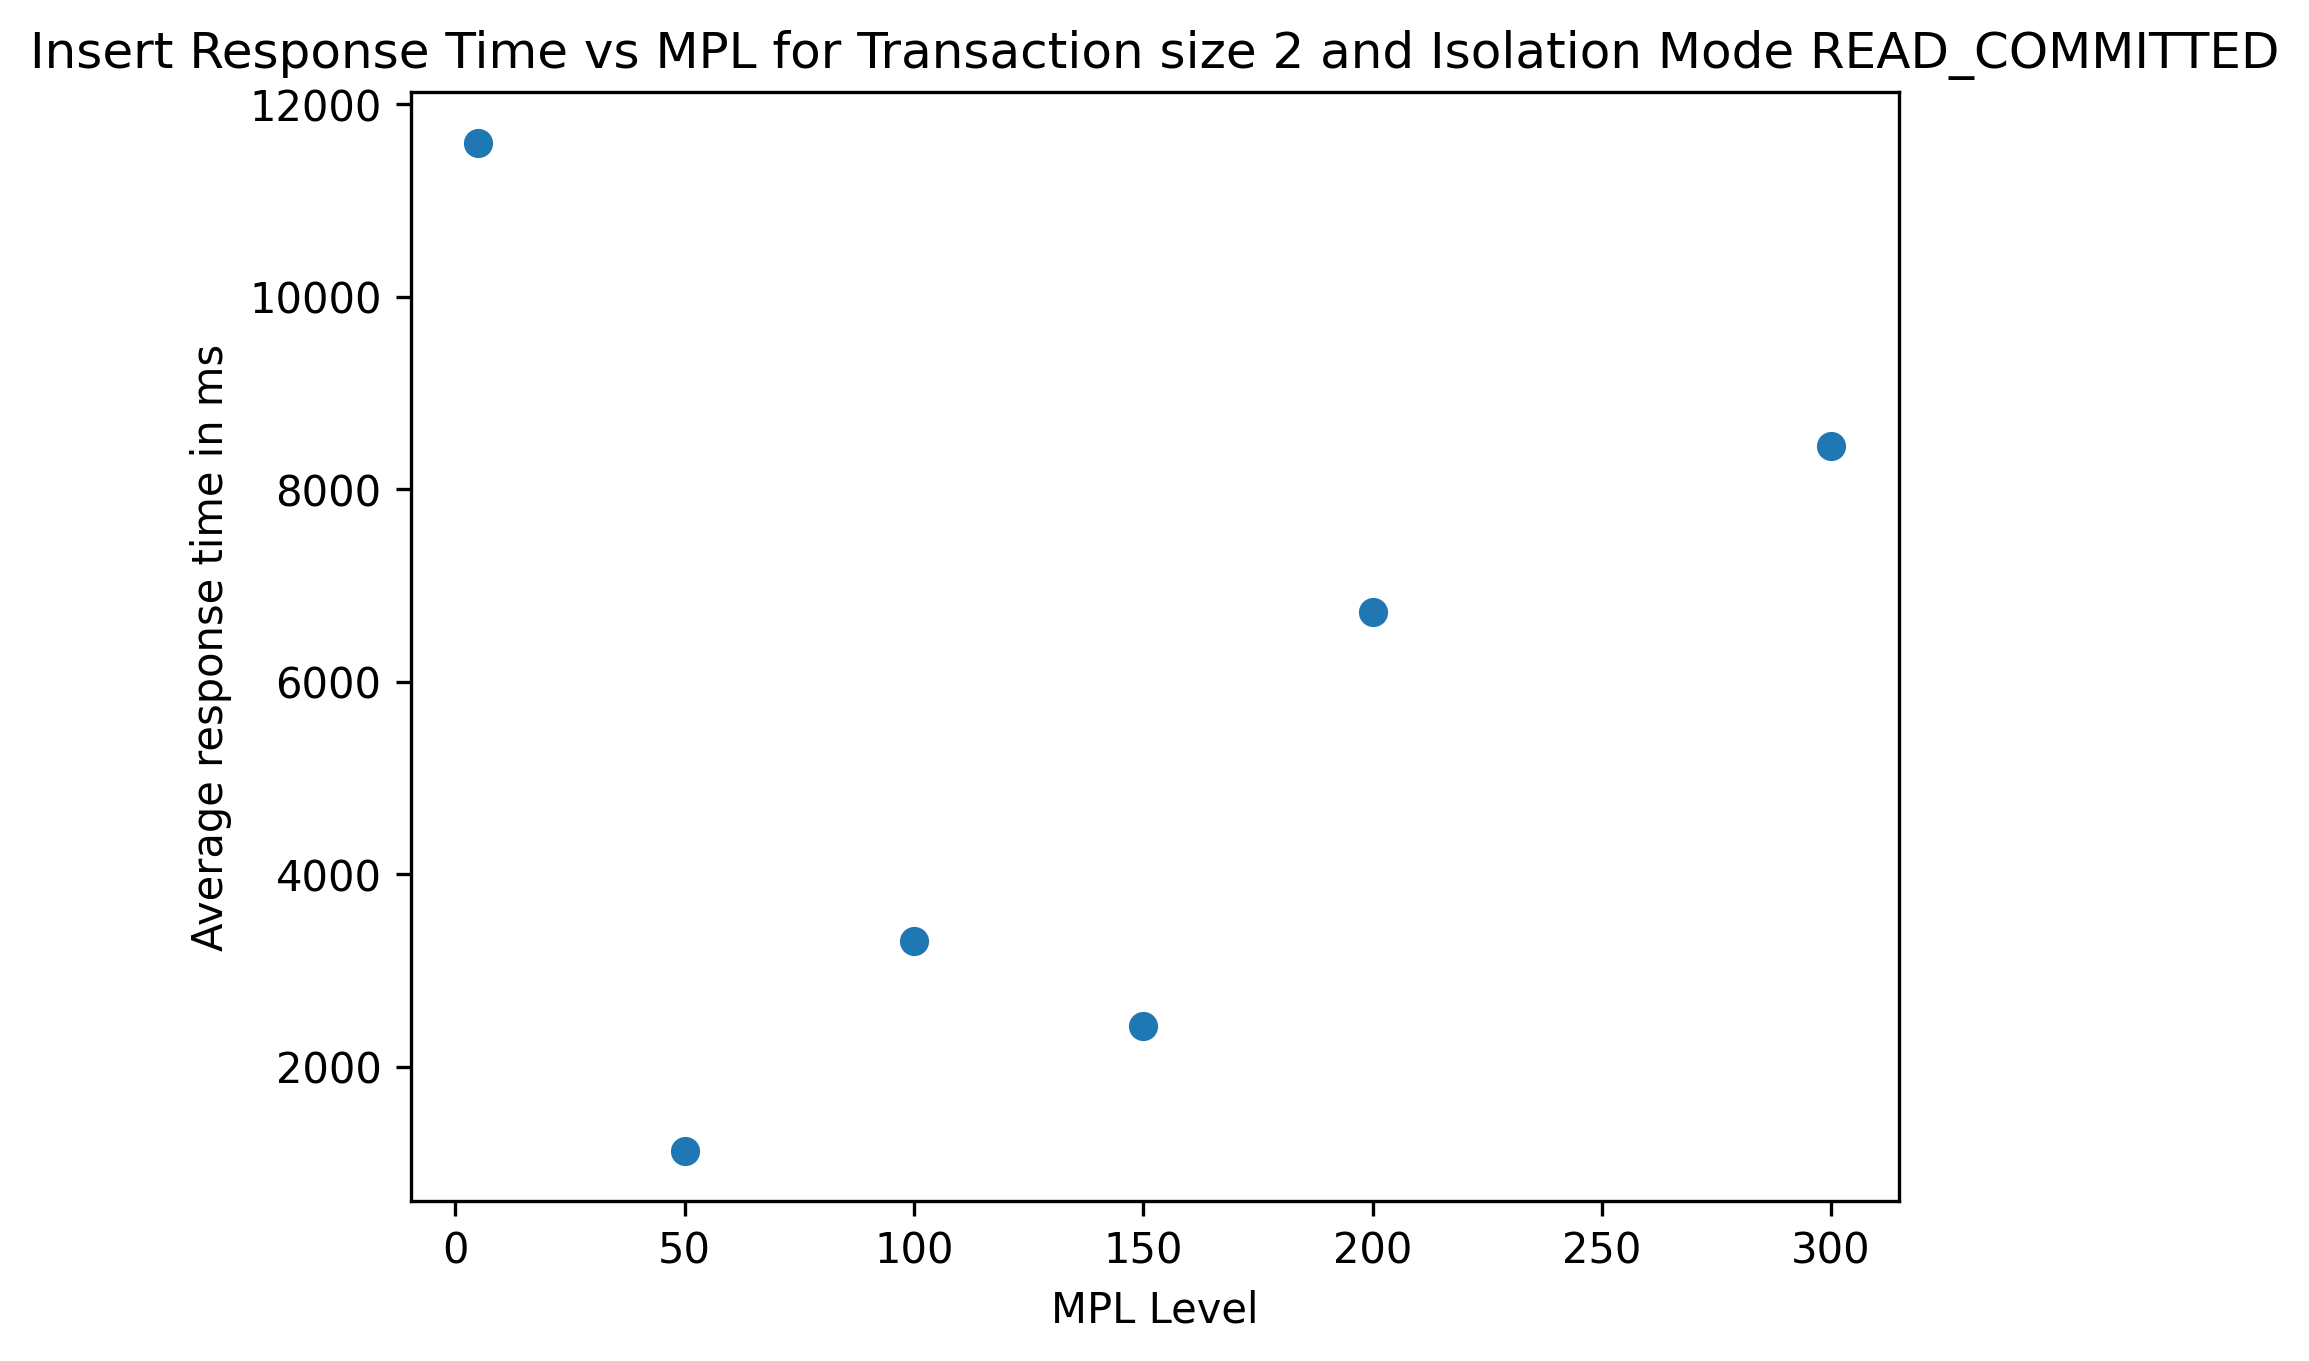 Insert Response Time vs MPL for Transaction size 2 and Isolation Mode READ_COMMITTED
12000
10000
8000
6000
4000
2000
Average response time in ms
0 50 100 150 200 250 300
MPL Level